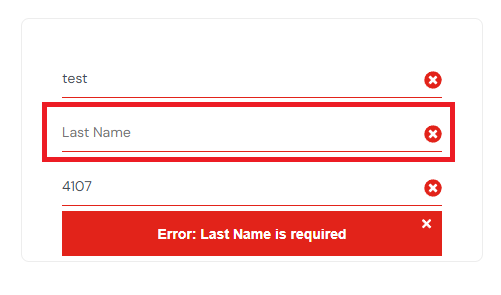 test
Last Name
4107
Error: Last Name is required